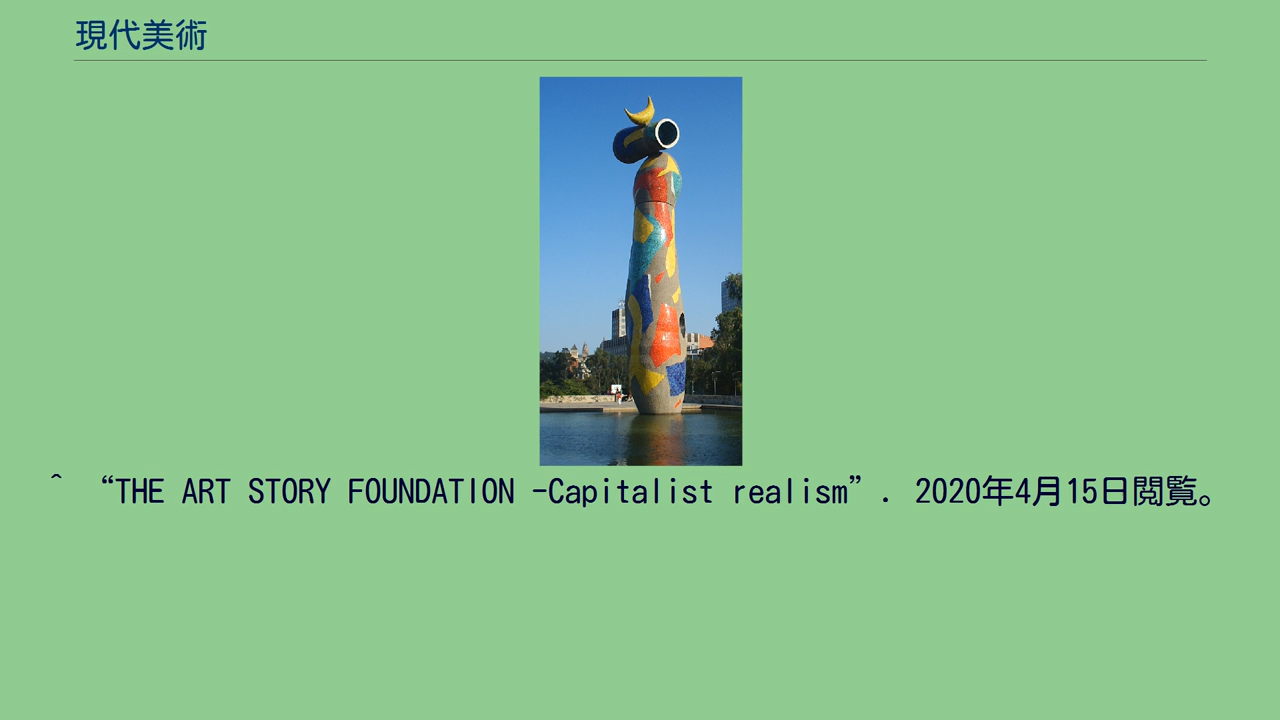 現代美術
^ “THE ART STORY FOUNDATION -Capitalist realism”. 2020年4月15日閲覧。